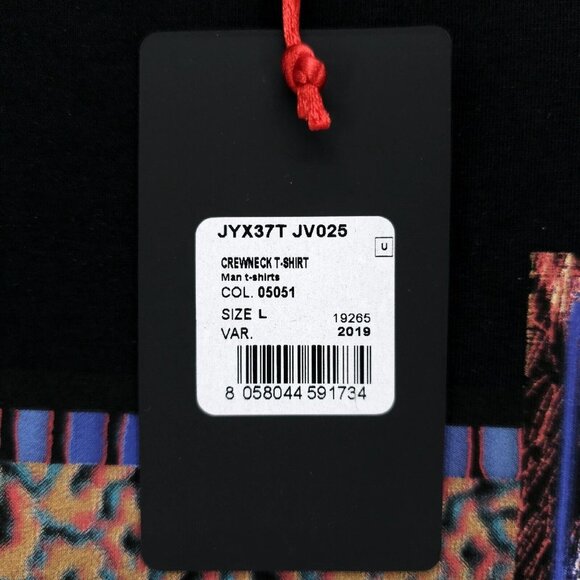 JYX37T JV025
U
CREWNECK T-SHIRT
Man t-shirts
COL. 05051
SIZE L 19265
VAR. 2019
8 058044 591734